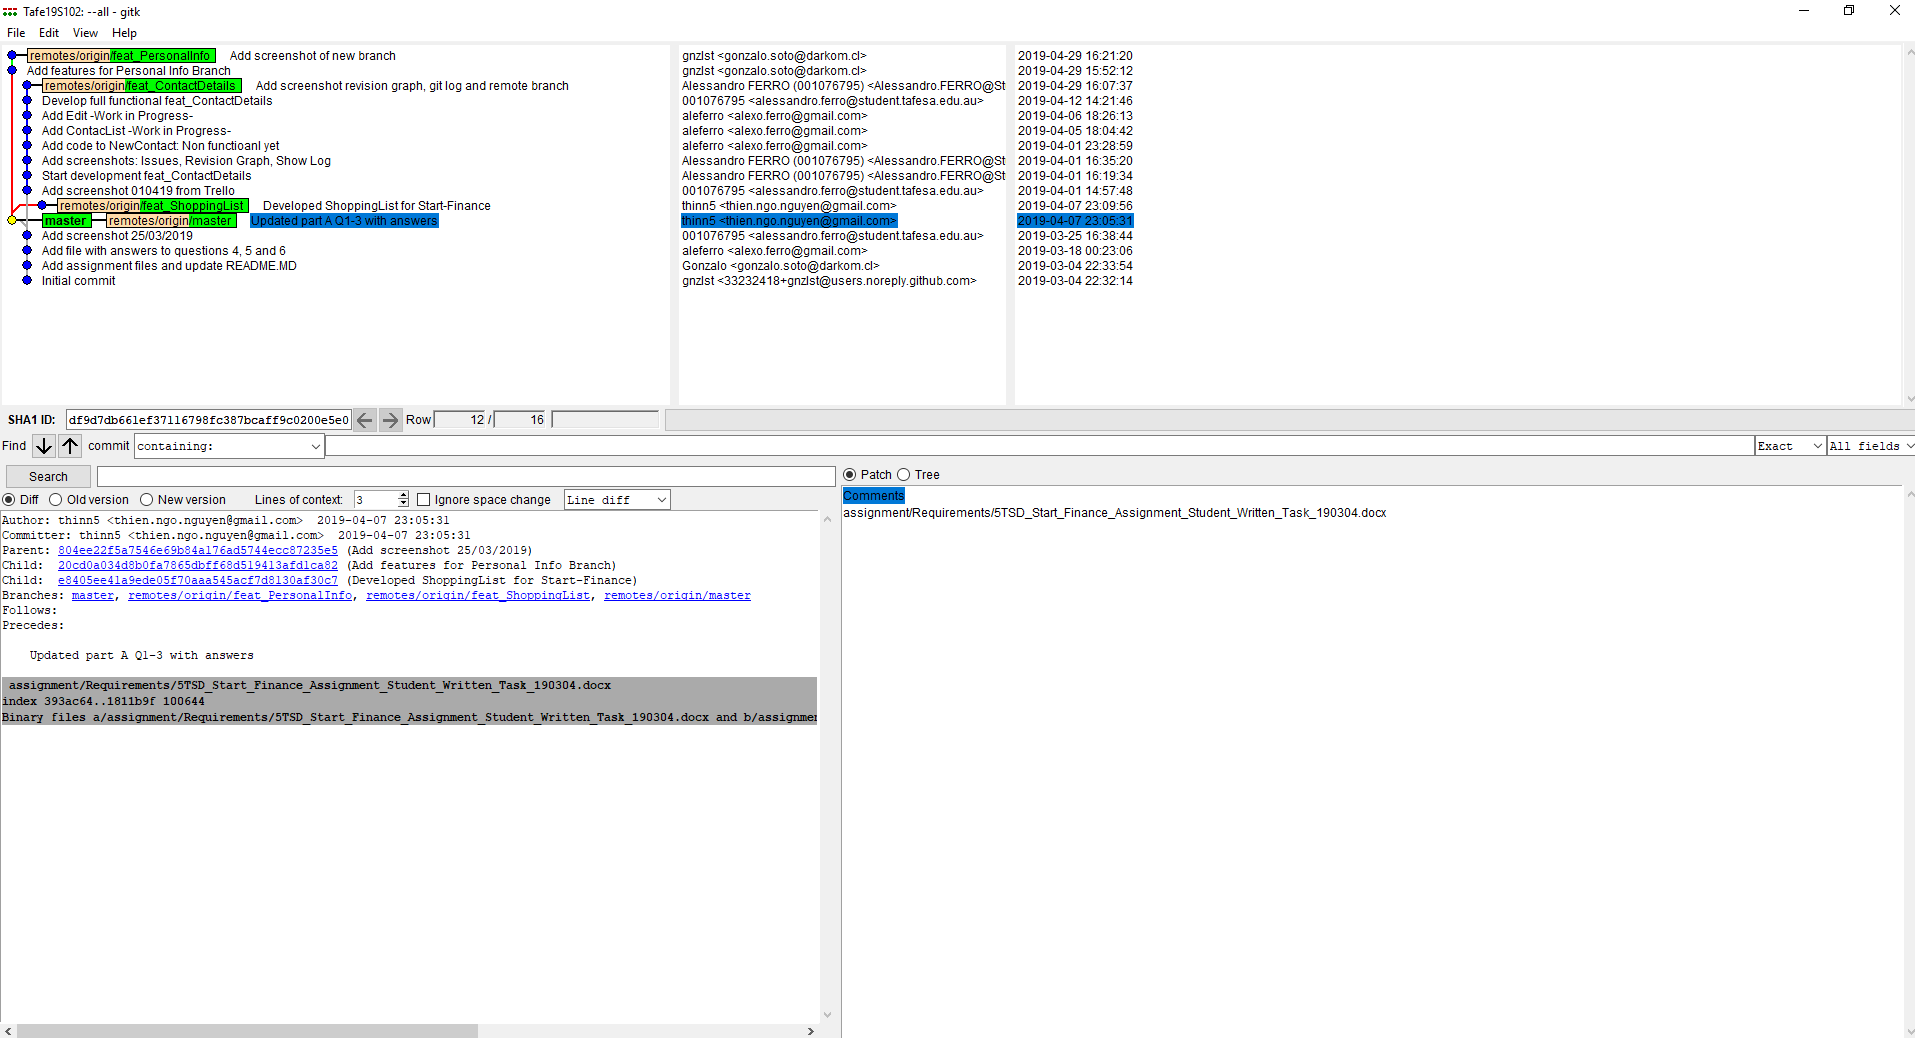 Tafe19S102: --all - gitk
File Edit View Help
remotes/origin/feat_PersonalInfo Add screenshot of new branch gnzlst <gonzalo.soto@darkom.cl> 2019-04-29 16:21:20
Add features for Personal Info Branch gnzlst <gonzalo.soto@darkom.cl> 2019-04-29 15:52:12
remotes/origin/feat_ContactDetails Add screenshot revision graph, git log and remote branch Alessandro FERRO (001076795) <Alessandro.FERRO@St 2019-04-29 16:07:37
Develop full functional feat_ContactDetails 001076795 <alessandro.ferro@student.tafesa.edu.au> 2019-04-12 14:21:46
Add Edit -Work in Progress- aleferro <alexo.ferro@gmail.com> 2019-04-06 18:26:13
Add ContacList -Work in Progress- aleferro <alexo.ferro@gmail.com> 2019-04-05 18:04:42
Add code to NewContact: Non functioanl yet aleferro <alexo.ferro@gmail.com> 2019-04-01 23:28:59
Add screenshots: Issues, Revision Graph, Show Log Alessandro FERRO (001076795) <Alessandro.FERRO@St 2019-04-01 16:35:20
Start development feat_ContactDetails Alessandro FERRO (001076795) <Alessandro.FERRO@St 2019-04-01 16:19:34
Add screenshot 010419 from Trello 001076795 <alessandro.ferro@student.tafesa.edu.au> 2019-04-01 14:57:48
remotes/origin/feat_ShoppingList Developed ShoppingList for Start-Finance thinn5 <thien.ngo.nguyen@gmail.com> 2019-04-07 23:09:56
master remotes/origin/master Updated part A Q1-3 with answers thinn5 <thien.ngo.nguyen@gmail.com> 2019-04-07 23:05:31
Add screenshot 25/03/2019 001076795 <alessandro.ferro@student.tafesa.edu.au> 2019-03-25 16:38:44
Add file with answers to questions 4, 5 and 6 aleferro <alexo.ferro@gmail.com> 2019-03-18 00:23:06
Add assignment files and update README.MD Gonzalo <gonzalo.soto@darkom.cl> 2019-03-04 22:33:54
Initial commit gnzlst <33232418+gnzlst@users.noreply.github.com> 2019-03-04 22:32:14
SHA1 ID: df9d7db661ef37116798fc387bcaff9c0200e5e0 Row 12 / 16
Find commit containing: Exact All fields
Search
Diff Old version New version Lines of context: 3 Ignore space change Line diff
Author: thinn5 <thien.ngo.nguyen@gmail.com> 2019-04-07 23:05:31
Committer: thinn5 <thien.ngo.nguyen@gmail.com> 2019-04-07 23:05:31
Parent: 804ee22f5a7546e69b84a176ad5744ecc87235e5 (Add screenshot 25/03/2019)
Child: 20cd0a034d8b0fa7865dbff68d519413afd1ca82 (Add features for Personal Info Branch)
Child: e8405ee41a9ede05f70aaa545acf7d8130af30c7 (Developed ShoppingList for Start-Finance)
Branches: master, remotes/origin/feat_PersonalInfo, remotes/origin/feat_ShoppingList, remotes/origin/master
Follows:
Precedes:
Updated part A Q1-3 with answers
assignment/Requirements/5TSD_Start_Finance_Assignment_Student_Written_Task_190304.docx
index 393ac64..1811b9f 100644
Binary files a/assignment/Requirements/5TSD_Start_Finance_Assignment_Student_Written_Task_190304.docx and b/assignmen
Patch Tree
Comments
assignment/Requirements/5TSD_Start_Finance_Assignment_Student_Written_Task_190304.docx